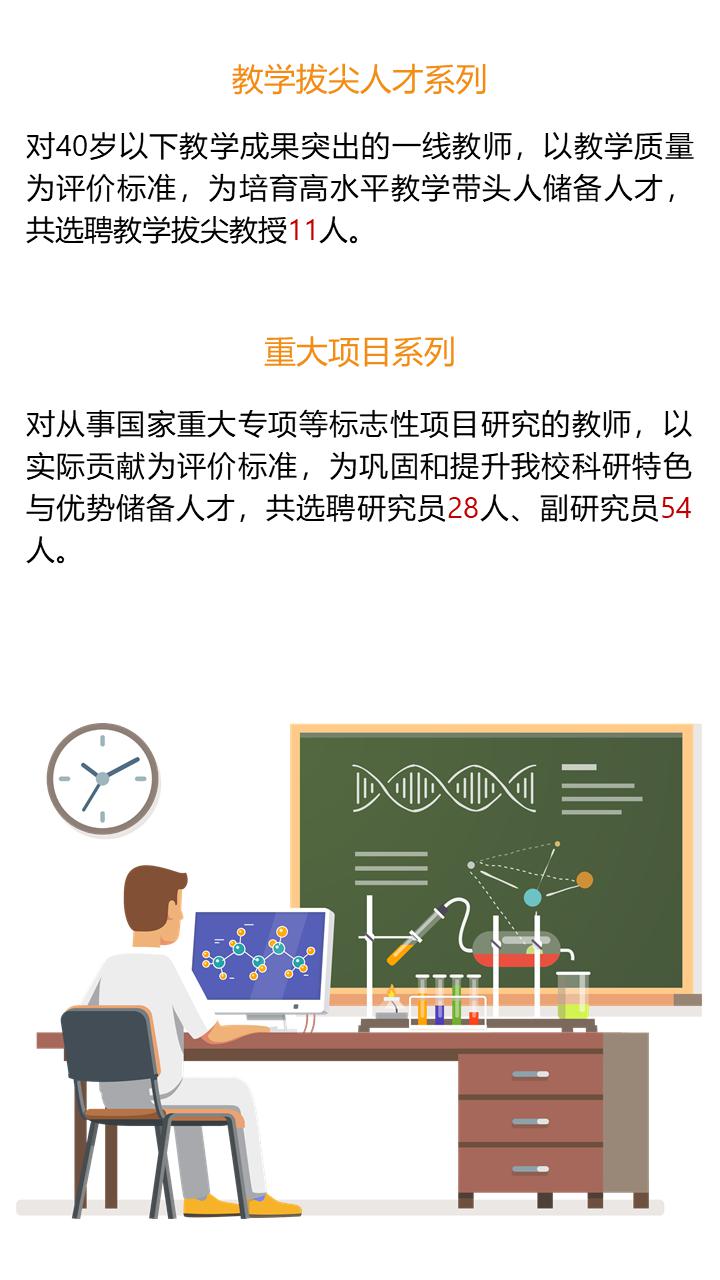 教学拔尖人才系列
对40岁以下教学成果突出的一线教师，以教学质量
为评价标准，为培育高水平教学带头人储备人才，
共选聘教学拔尖教授11人。
重大项目系列
对从事国家重大专项等标志性项目研究的教师，以
实际贡献为评价标准，为巩固和提升我校科研特色
与优势储备人才，共选聘研究员28人、副研究员54
人。